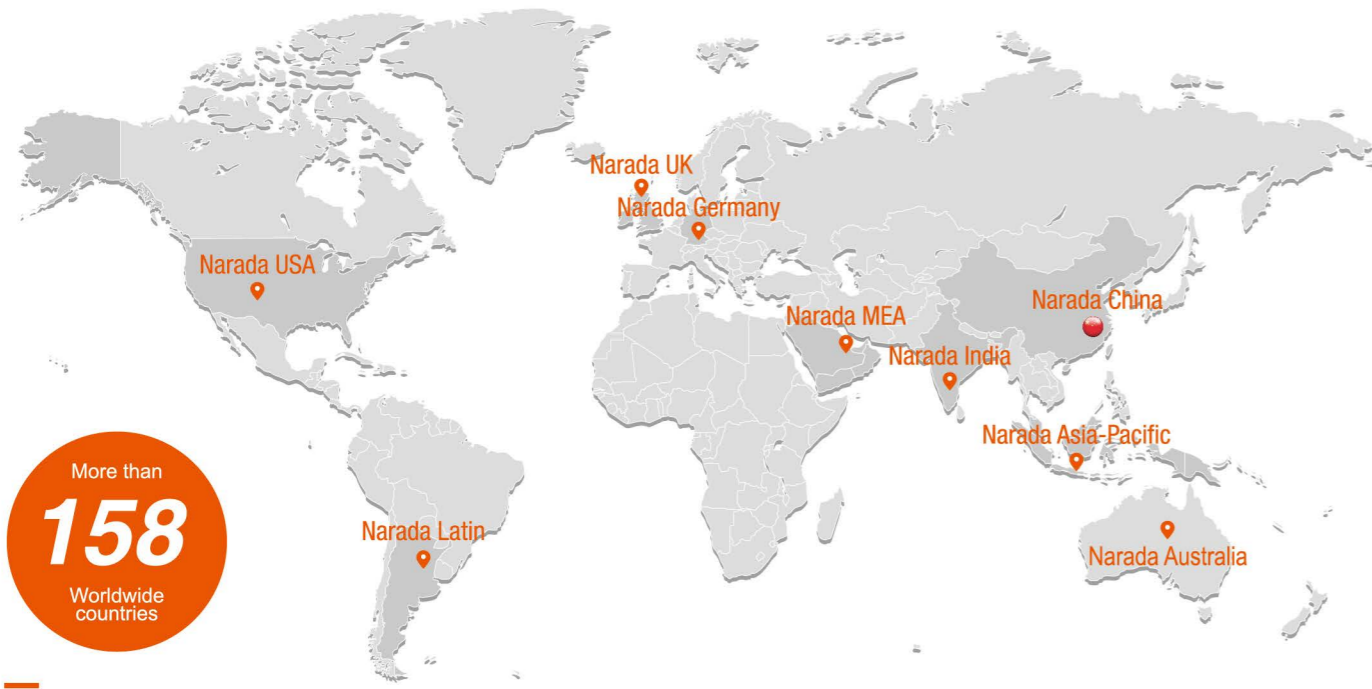 Narada UK
Narada Germany
Narada USA
Narada China
Narada MEA
Narada India
Narada Asia-Pacific
Narada Latin
Narada Australia
More than
158
Worldwide
countries